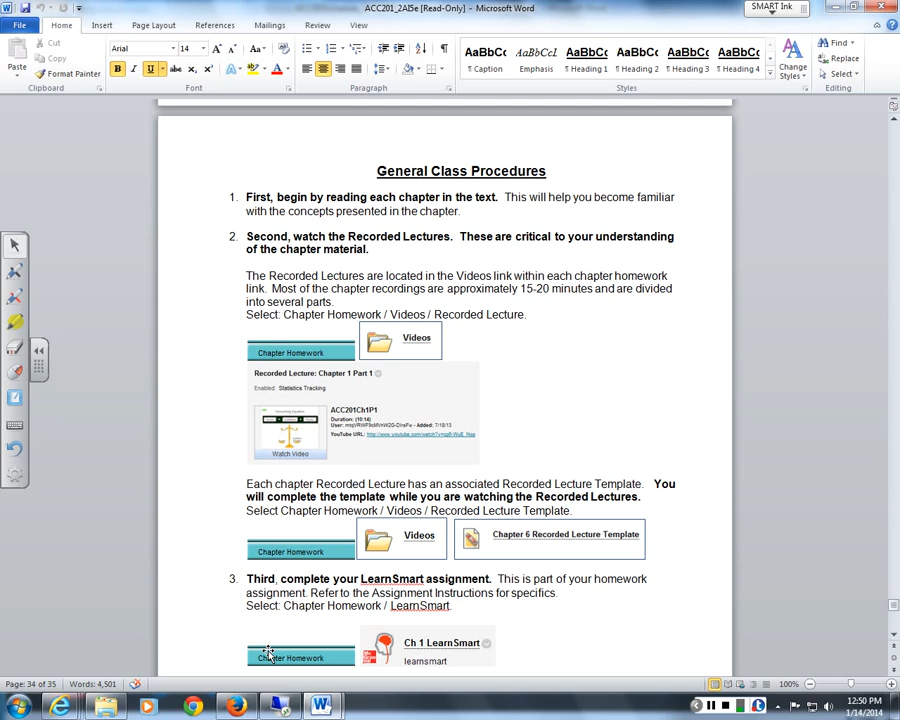 ACC201_2AI5e [Read-Only] - Microsoft Word
SMART Ink
File Home Insert Page Layout References Mailings Review View
Cut
Copy
Format Painter
Paste
Clipboard
Arial 14
Font
Paragraph
AaBbC AaBbCcL AaBbCc AaBbCc AaBbCc AaBbCc
¶ Caption Emphasis ¶ Heading 1 ¶ Heading 2 ¶ Heading 3 ¶ Heading 4
Styles
Change Styles
Find
Replace
Select
Editing
General Class Procedures
1. First, begin by reading each chapter in the text. This will help you become familiar
with the concepts presented in the chapter.
2. Second, watch the Recorded Lectures. These are critical to your understanding
of the chapter material.
The Recorded Lectures are located in the Videos link within each chapter homework
link. Most of the chapter recordings are approximately 15-20 minutes and are divided
into several parts.
Select: Chapter Homework / Videos / Recorded Lecture.
Chapter Homework Videos
Recorded Lecture: Chapter 1 Part 1
Enabled: Statistics Tracking
ACC201Ch1P1
Duration: (10:14)
Watch Video
Each chapter Recorded Lecture has an associated Recorded Lecture Template. You
will complete the template while you are watching the Recorded Lectures.
Select Chapter Homework / Videos / Recorded Lecture Template.
Chapter Homework Videos Chapter 6 Recorded Lecture Template
3. Third, complete your LearnSmart assignment. This is part of your homework
assignment. Refer to the Assignment Instructions for specifics.
Select: Chapter Homework / LearnSmart.
Chapter Homework Ch 1 LearnSmart
learnsmart
Page: 34 of 35 Words: 4,501 100%
12:50 PM
1/14/2014